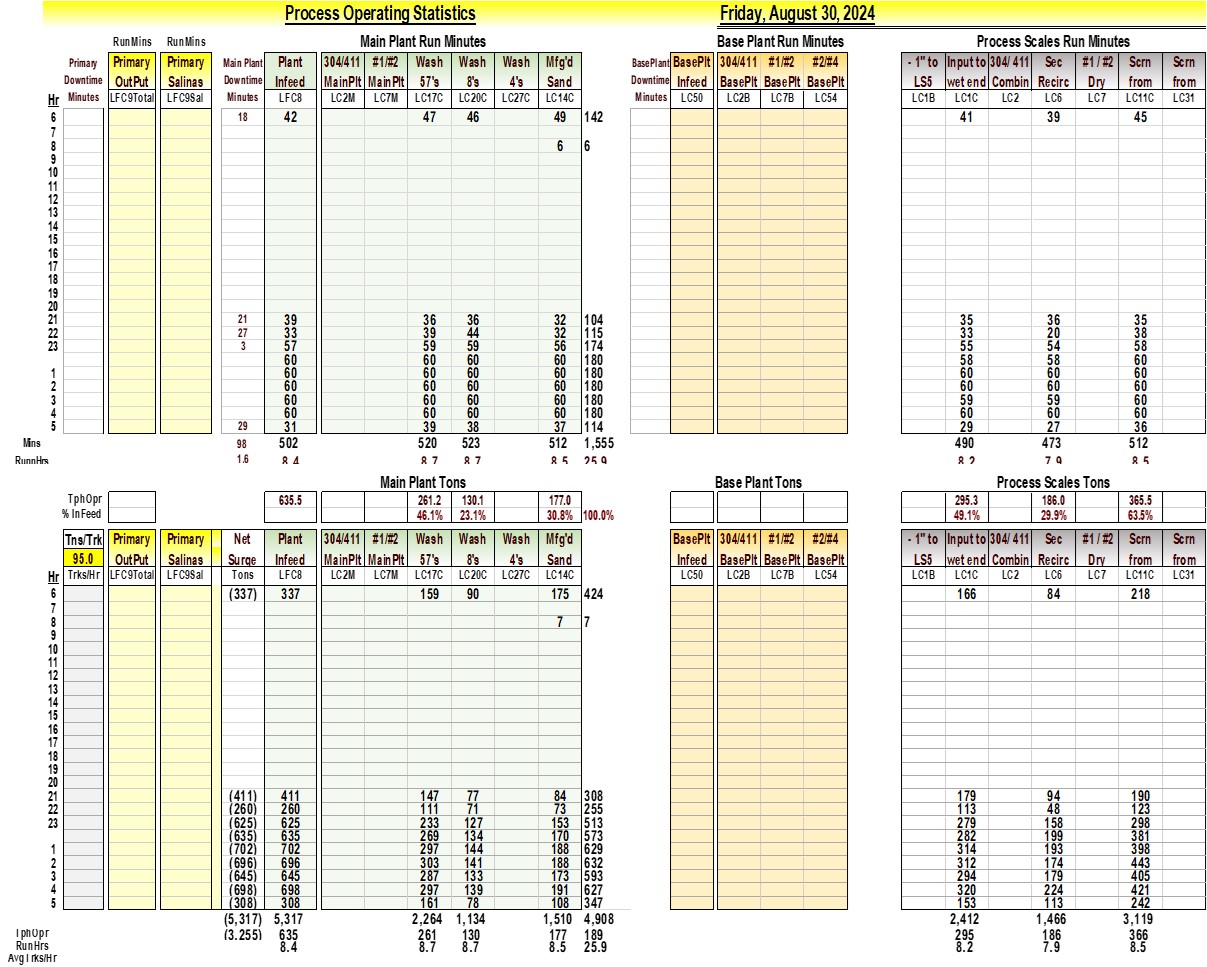 Process Operating Statistics Friday, August 30, 2024
RunMins RunMins Main Plant Run Minutes Base Plant Run Minutes Process Scales Run Minutes
Primary Primary Primary Main Plant Plant 304/411 #1/#2 Wash Wash Wash Mfg'd BasePlant BasePlt 304/411 #1/#2 #2/#4 - 1" to Input to 304/ 411 Sec #1 / #2 Scrn Scrn
Downtime OutPut Salinas Downtime Infeed MainPlt MainPlt 57's 8's 4's Sand Downtime Infeed BasePlt BasePlt BasePlt LS5 wet end Combin Recirc Dry from from
Hr Minutes LFC9Total LFC9Sal Minutes LFC8 LC2M LC7M LC17C LC20C LC27C LC14C Minutes LC50 LC2B LC7B LC54 LC1B LC1C LC2 LC6 LC7 LC11C LC31
6 18 42 47 46 49 142 41 39 45
7
8 6 6
9
10
11
12
13
14
15
16
17
18
19
20
21 21 39 36 36 32 104 35 36 35
22 27 33 39 44 32 115 33 20 38
23 3 57 59 59 56 174 55 54 58
60 60 60 60 180 58 58 60
1 60 60 60 60 180 60 60 60
2 60 60 60 60 180 60 60 60
3 60 60 60 60 180 59 59 60
4 60 60 60 60 180 60 60 60
5 29 31 39 38 37 114 29 27 36
Mins 98 502 520 523 512 1,555 490 473 512
RunnHrs 1.6 8.4 8.7 8.7 8.5 25.9 8.2 7.9 8.5
Main Plant Tons Base Plant Tons Process Scales Tons
TphOpr 635.5 261.2 130.1 177.0 295.3 186.0 365.5
% InFeed 46.1% 23.1% 30.8% 100.0% 49.1% 29.9% 63.5%
Tns/Trk Primary Primary Net Plant 304/411 #1/#2 Wash Wash Wash Mfg'd BasePlt 304/411 #1/#2 #2/#4 - 1" to Input to 304/ 411 Sec #1 / #2 Scrn Scrn
95.0 OutPut Salinas Surge Infeed MainPlt MainPlt 57's 8's 4's Sand Infeed BasePlt BasePlt BasePlt LS5 wet end Combin Recirc Dry from from
Hr Trks/Hr LFC9Total LFC9Sal Tons LFC8 LC2M LC7M LC17C LC20C LC27C LC14C LC50 LC2B LC7B LC54 LC1B LC1C LC2 LC6 LC7 LC11C LC31
6 (337) 337 159 90 175 424 166 84 218
7
8 7 7
9
10
11
12
13
14
15
16
17
18
19
20
21 (411) 411 147 77 84 308 179 94 190
22 (260) 260 111 71 73 255 113 48 123
23 (625) 625 233 127 153 513 279 158 298
(635) 635 269 134 170 573 282 199 381
1 (702) 702 297 144 188 629 314 193 398
2 (696) 696 303 141 188 632 312 174 443
3 (645) 645 287 133 173 593 294 179 405
4 (698) 698 297 139 191 627 320 224 421
5 (308) 308 161 78 108 347 153 113 242
(5,317) 5,317 2,264 1,134 1,510 4,908 2,412 1,466 3,119
TphOpr (3,255) 635 261 130 177 189 295 186 366
RunHrs 8.4 8.7 8.7 8.5 25.9 8.2 7.9 8.5
AvgTrks/Hr